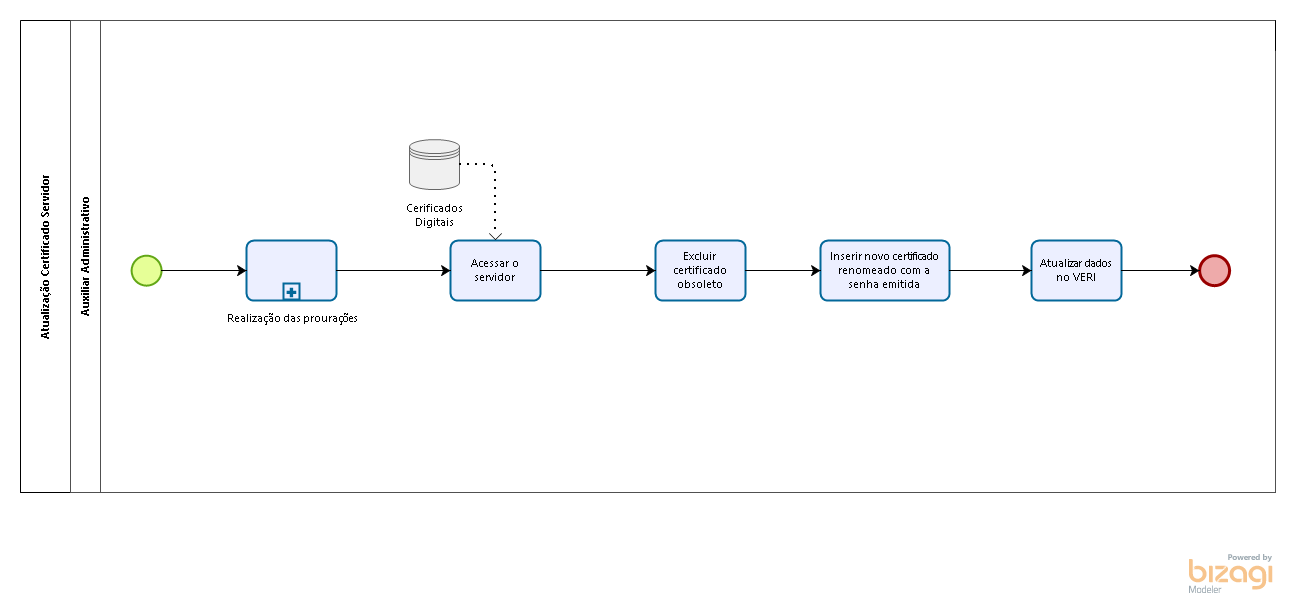 Atualização Certificado Servidor
Auxiliar Administrativo
Cerificados
Digitais
Realização das prourações
Acessar o
servidor
Excluir
certificado
obsoleto
Inserir novo certificado
renomeado com a
senha emitida
Atualizar dados
no VERI
Powered by
bizagi
Modeler